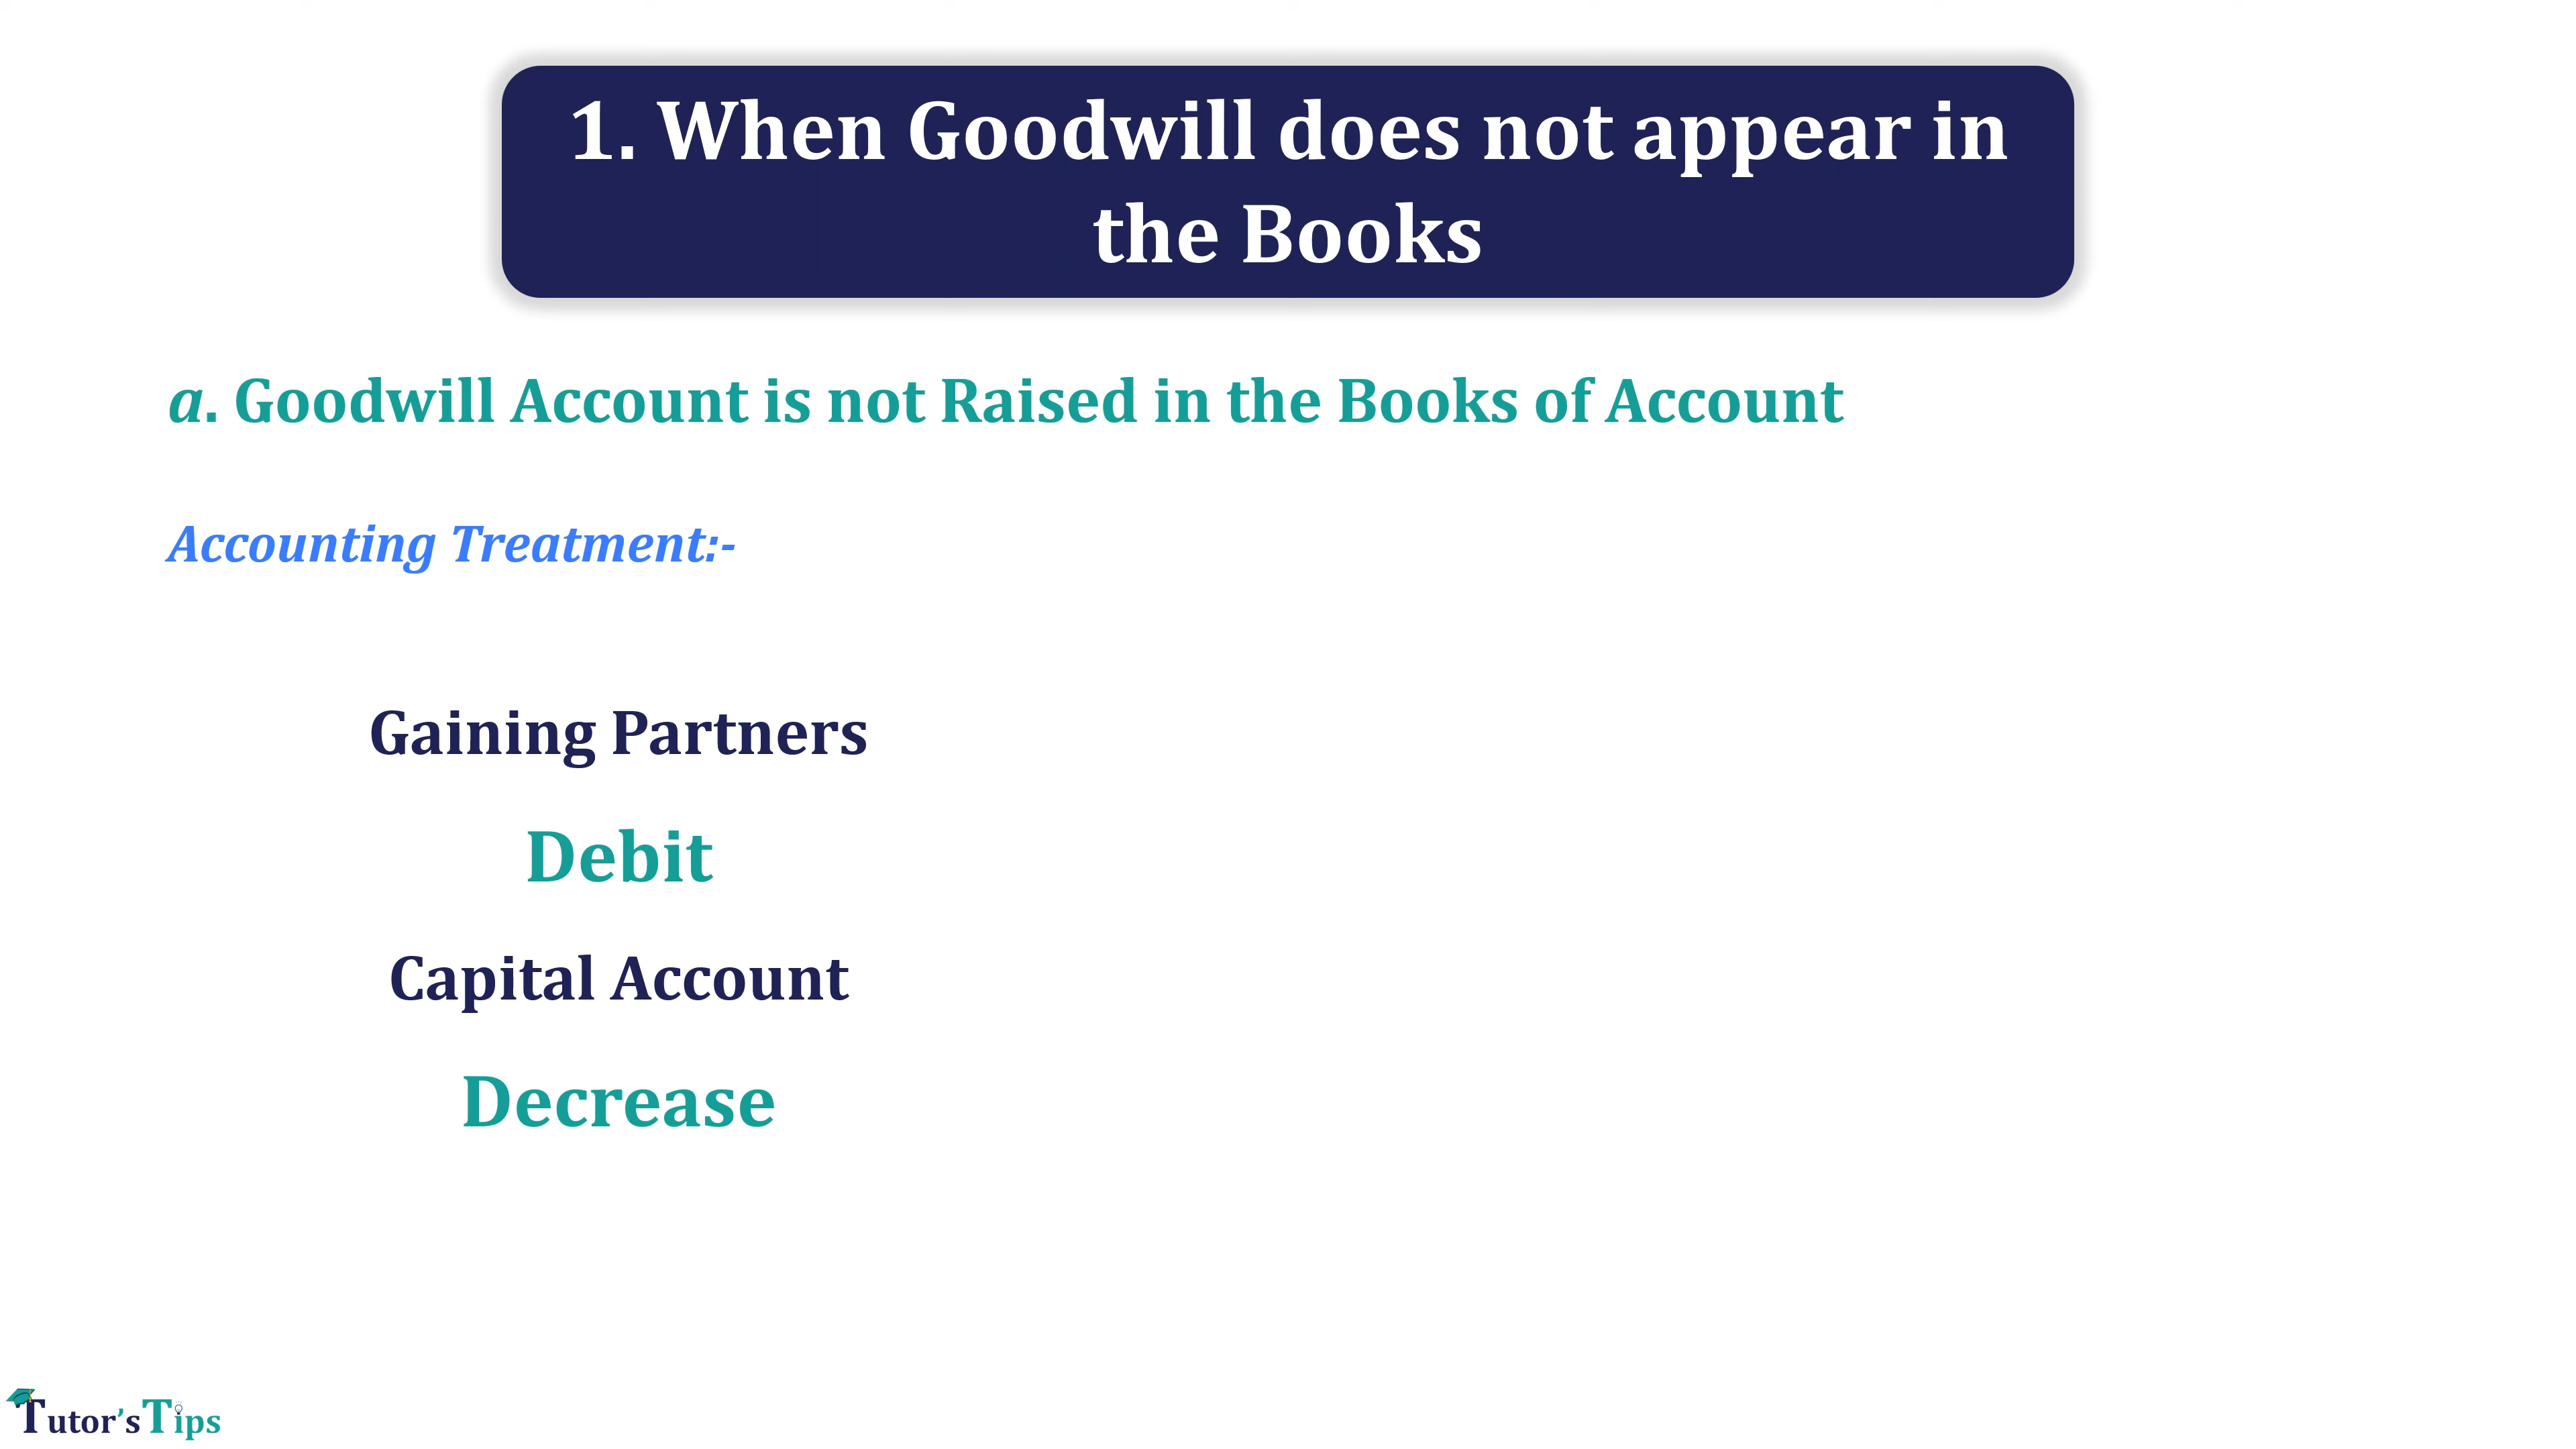 1. When Goodwill does not appear in
the Books
a. Goodwill Account is not Raised in the Books of Account
Accounting Treatment:-
Gaining Partners
Debit
Capital Account
Decrease
Tutor'sTips